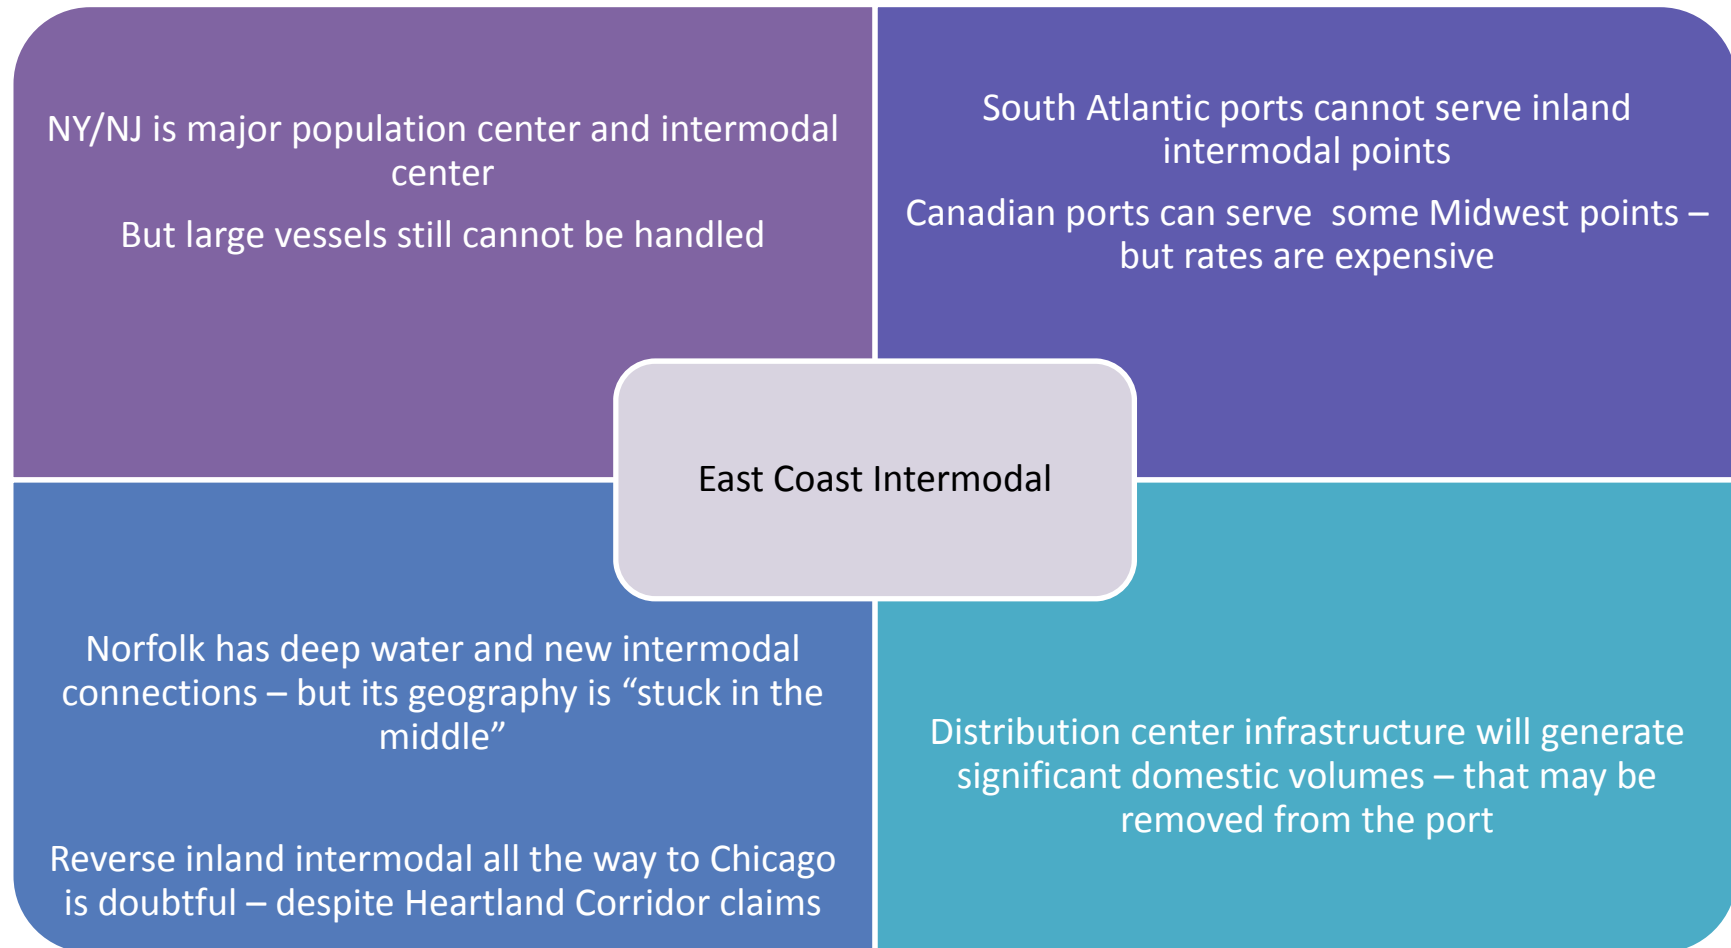 NY/NJ is major population center and intermodal
center
But large vessels still cannot be handled
South Atlantic ports cannot serve inland
intermodal points
Canadian ports can serve  some Midwest points –
but rates are expensive
East Coast Intermodal
Norfolk has deep water and new intermodal
connections – but its geography is “stuck in the
middle”
Reverse inland intermodal all the way to Chicago
is doubtful – despite Heartland Corridor claims
Distribution center infrastructure will generate
significant domestic volumes – that may be
removed from the port